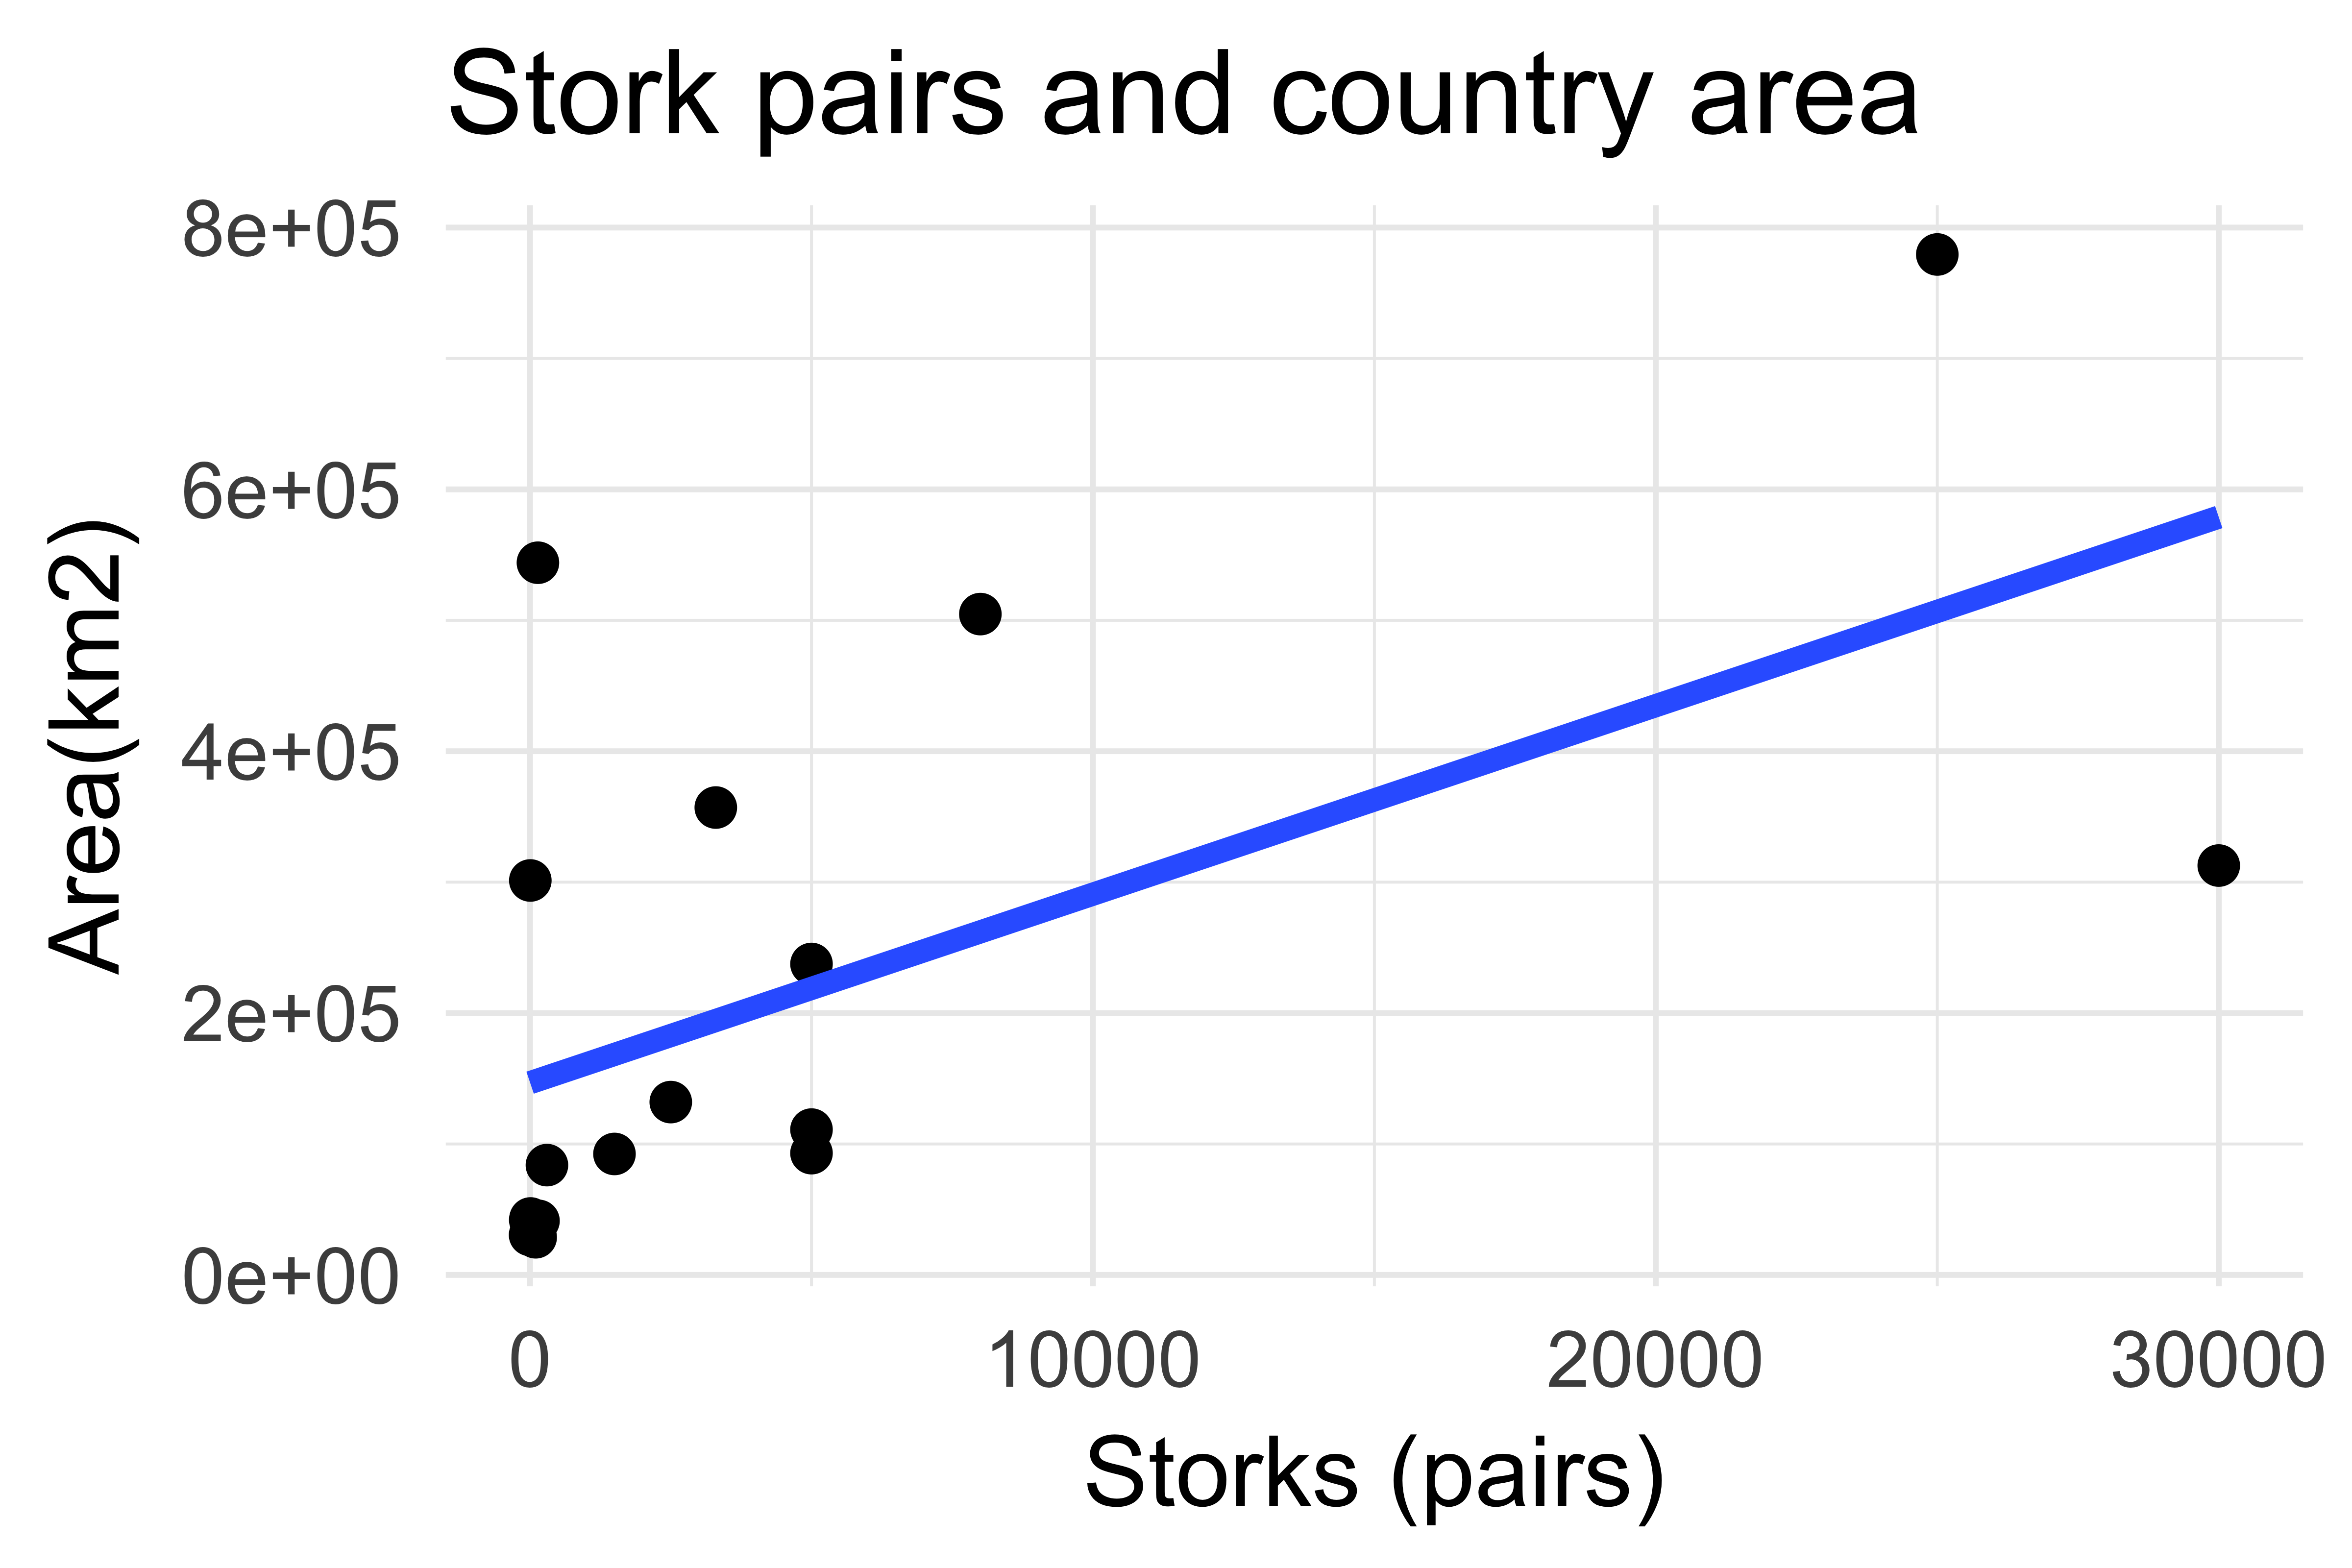 Stork pairs and country area
8e+05
6e+05
4e+05
2e+05
0e+00
Area(km2)
0
10000
20000
30000
Storks (pairs)